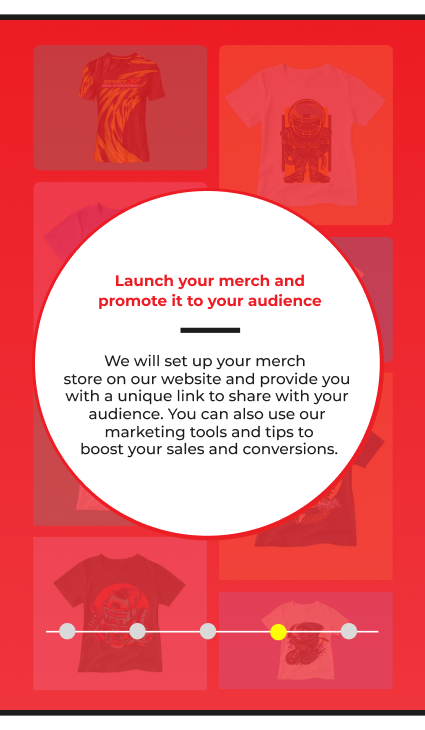 Launch your merch and
promote it to your audience
We will set up your merch
store on our website and provide you
with a unique link to share with your
audience. You can also use our
marketing tools and tips to
boost your sales and conversions.